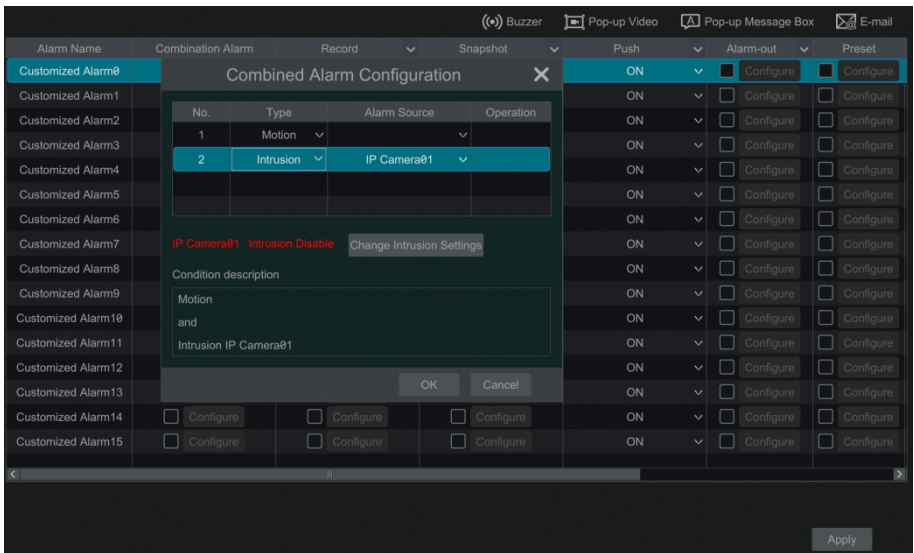 Buzzer Pop-up Video Pop-up Message Box E-mail
Alarm Name Combination Alarm Record Snapshot Push Alarm-out Preset
Customized Alarm0 ON Configure Configure
Combined Alarm Configuration
Customized Alarm1 ON Configure Configure
No. Type Alarm Source Operation
Customized Alarm2 ON Configure Configure
1 Motion
Customized Alarm3 ON Configure Configure
2 Intrusion IP Camera01
Customized Alarm4 ON Configure Configure
Customized Alarm5 ON Configure Configure
Customized Alarm6 ON Configure Configure
Customized Alarm7 ON Configure Configure
IP Camera01 Intrusion Disable Change Intrusion Settings
Customized Alarm8 ON Configure Configure
Condition description
Customized Alarm9 ON Configure Configure
Motion
Customized Alarm10 ON Configure Configure
and
Customized Alarm11 ON Configure Configure
Intrusion IP Camera01
Customized Alarm12 ON Configure Configure
OK Cancel
Customized Alarm13 ON Configure Configure
Customized Alarm14 Configure Configure Configure ON Configure Configure
Customized Alarm15 Configure Configure Configure ON Configure Configure
Apply